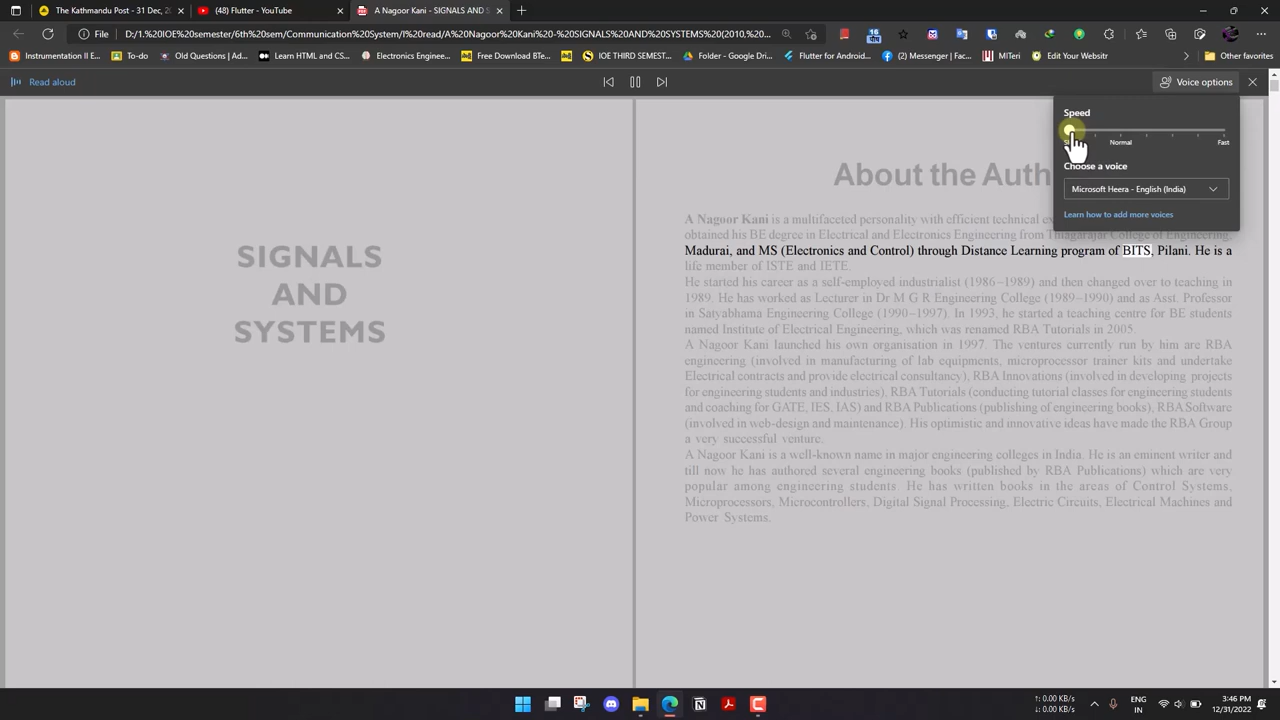 The Kathmandu Post - 31 Dec, 2
(48) Flutter - YouTube
A Nagoor Kani - SIGNALS AND S
File
D:/1.%20IOE%20semester/6th%20sem/Communication%20System/I%20read/A%20Nagoor%20Kani%20-%20SIGNALS%20AND%20SYSTEMS%20(2010,%20...
16
Instrumentation II E...
To-do
Old Questions | Ad...
Learn HTML and CS...
Electronics Engineer...
Free Download BTe...
IOE THIRD SEMEST...
Project - Google Dri...
Flutter for Android...
(2) Messenger | Fac...
MITeri
Edit Your Website
Other favorites
Read aloud
Voice options
Speed
Normal
Fast
Choose a voice
Microsoft Heera - English (India)
Learn how to add more voices
SIGNALS
AND
SYSTEMS
About the Auth
A Nagoor Kani is a multifaceted personality with efficient technical
obtained his BE degree in Electrical and Electronics Engineering from Thiagarajar College of Engineering,
Madurai, and MS (Electronics and Control) through Distance Learning program of BITS, Pilani. He is a
life member of ISTE and IETE.
He started his career as a self-employed industrialist (1986–1989) and then changed over to teaching in
1989. He has worked as Lecturer in Dr M G R Engineering College (1989–1990) and as Asst. Professor
in Satyabhama Engineering College (1990–1997). In 1993, he started a teaching centre for BE students
named Institute of Electrical Engineering, which was renamed RBA Tutorials in 2005.
A Nagoor Kani launched his own organisation in 1997. The ventures currently run by him are RBA
engineering (involved in manufacturing of lab equipments, microprocessor trainer kits and undertake
Electrical contracts and provide electrical consultancy), RBA Innovations (involved in developing projects
for engineering students and industries), RBA Tutorials (conducting tutorial classes for engineering students
and coaching for GATE, IES, IAS) and RBA Publications (publishing of engineering books), RBA Software
(involved in web-design and maintenance). His optimistic and innovative ideas have made the RBA Group
a very successful venture.
A Nagoor Kani is a well-known name in major engineering colleges in India. He is an eminent writer and
till now he has authored several engineering books (published by RBA Publications) which are very
popular among engineering students. He has written books in the areas of Control Systems,
Microprocessors, Microcontrollers, Digital Signal Processing, Electric Circuits, Electrical Machines and
Power Systems.
↑: 0.00 KB/s
↓: 0.00 KB/s
ENG
IN
3:46 PM
12/31/2022